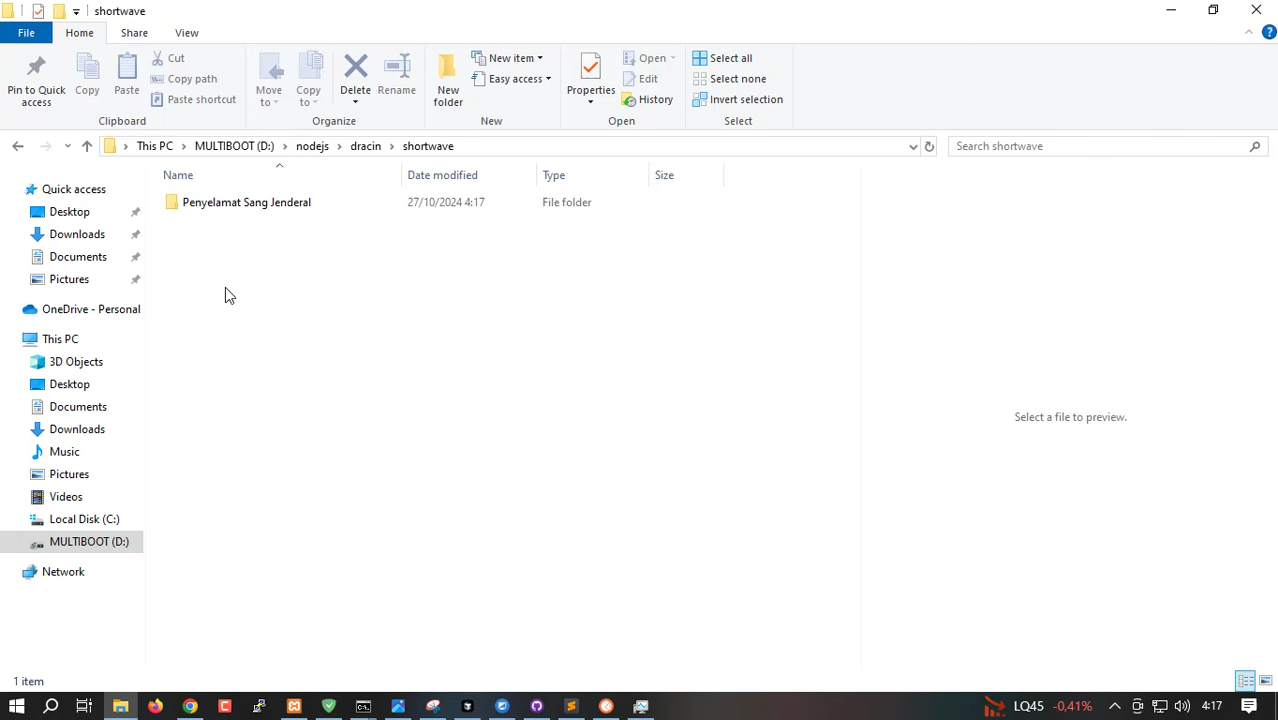 shortwave
File
Home
Share
View
Pin to Quick access
Copy
Paste
Cut
Copy path
Paste shortcut
Clipboard
Move to
Copy to
Delete
Rename
Organize
New folder
New item
Easy access
New
Properties
Open
Edit
History
Open
Select all
Select none
Invert selection
Select
This PC > MULTIBOOT (D:) > nodejs > dracin > shortwave
Search shortwave
Name Date modified Type Size
Penyelamat Sang Jenderal 27/10/2024 4:17 File folder
Quick access
Desktop
Downloads
Documents
Pictures
OneDrive - Personal
This PC
3D Objects
Desktop
Documents
Downloads
Music
Pictures
Videos
Local Disk (C:)
MULTIBOOT (D:)
Network
Select a file to preview.
1 item
LQ45 -0.41% 4:17